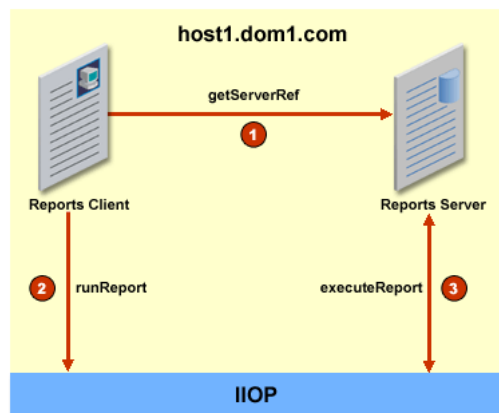 host1.dom1.com
getServerRef
1
Reports Client
Reports Server
2
runReport
executeReport
3
IIOP